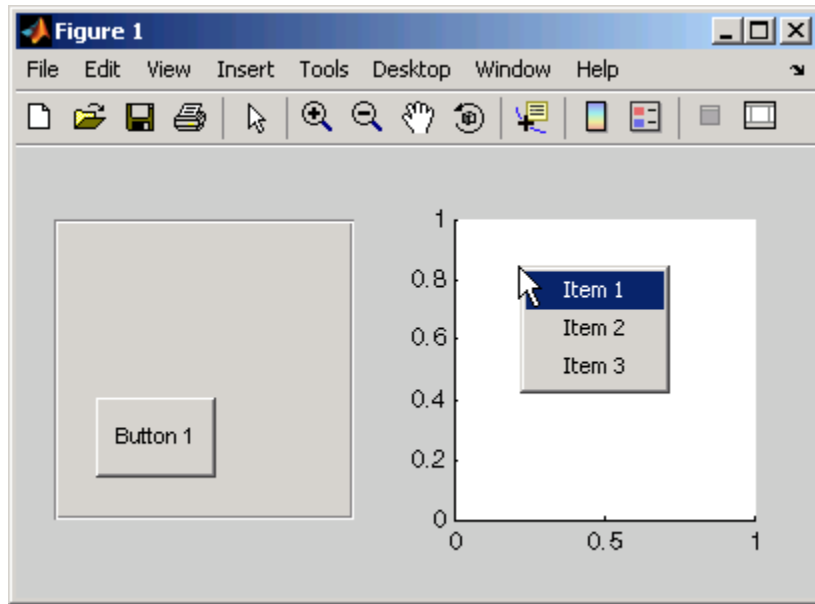 Figure 1
File Edit View Insert Tools Desktop Window Help
1
0.8
Item 1
0.6
Item 2
Item 3
0.4
Button 1
0.2
0
0 0.5 1